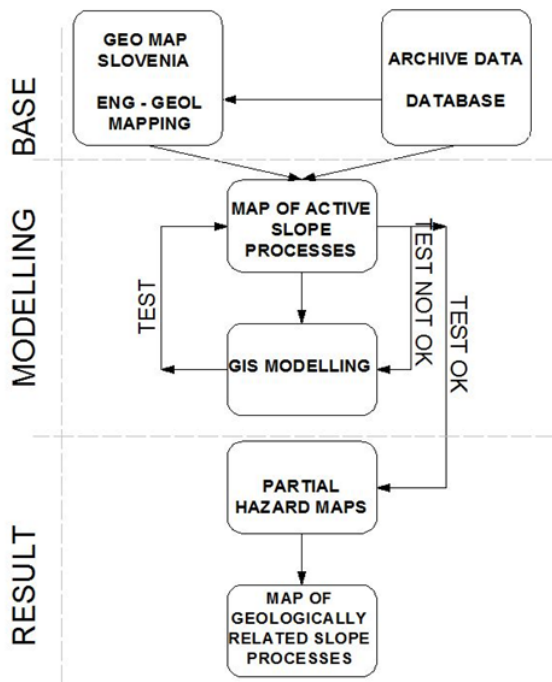 BASE
GEO MAP
SLOVENIA
ENG - GEOL
MAPPING
ARCHIVE DATA
DATABASE
MODELLING
MAP OF ACTIVE
SLOPE
PROCESSES
TEST
TEST NOT OK
TEST OK
GIS MODELLING
RESULT
PARTIAL
HAZARD MAPS
MAP OF
GEOLOGICALLY
RELATED SLOPE
PROCESSES